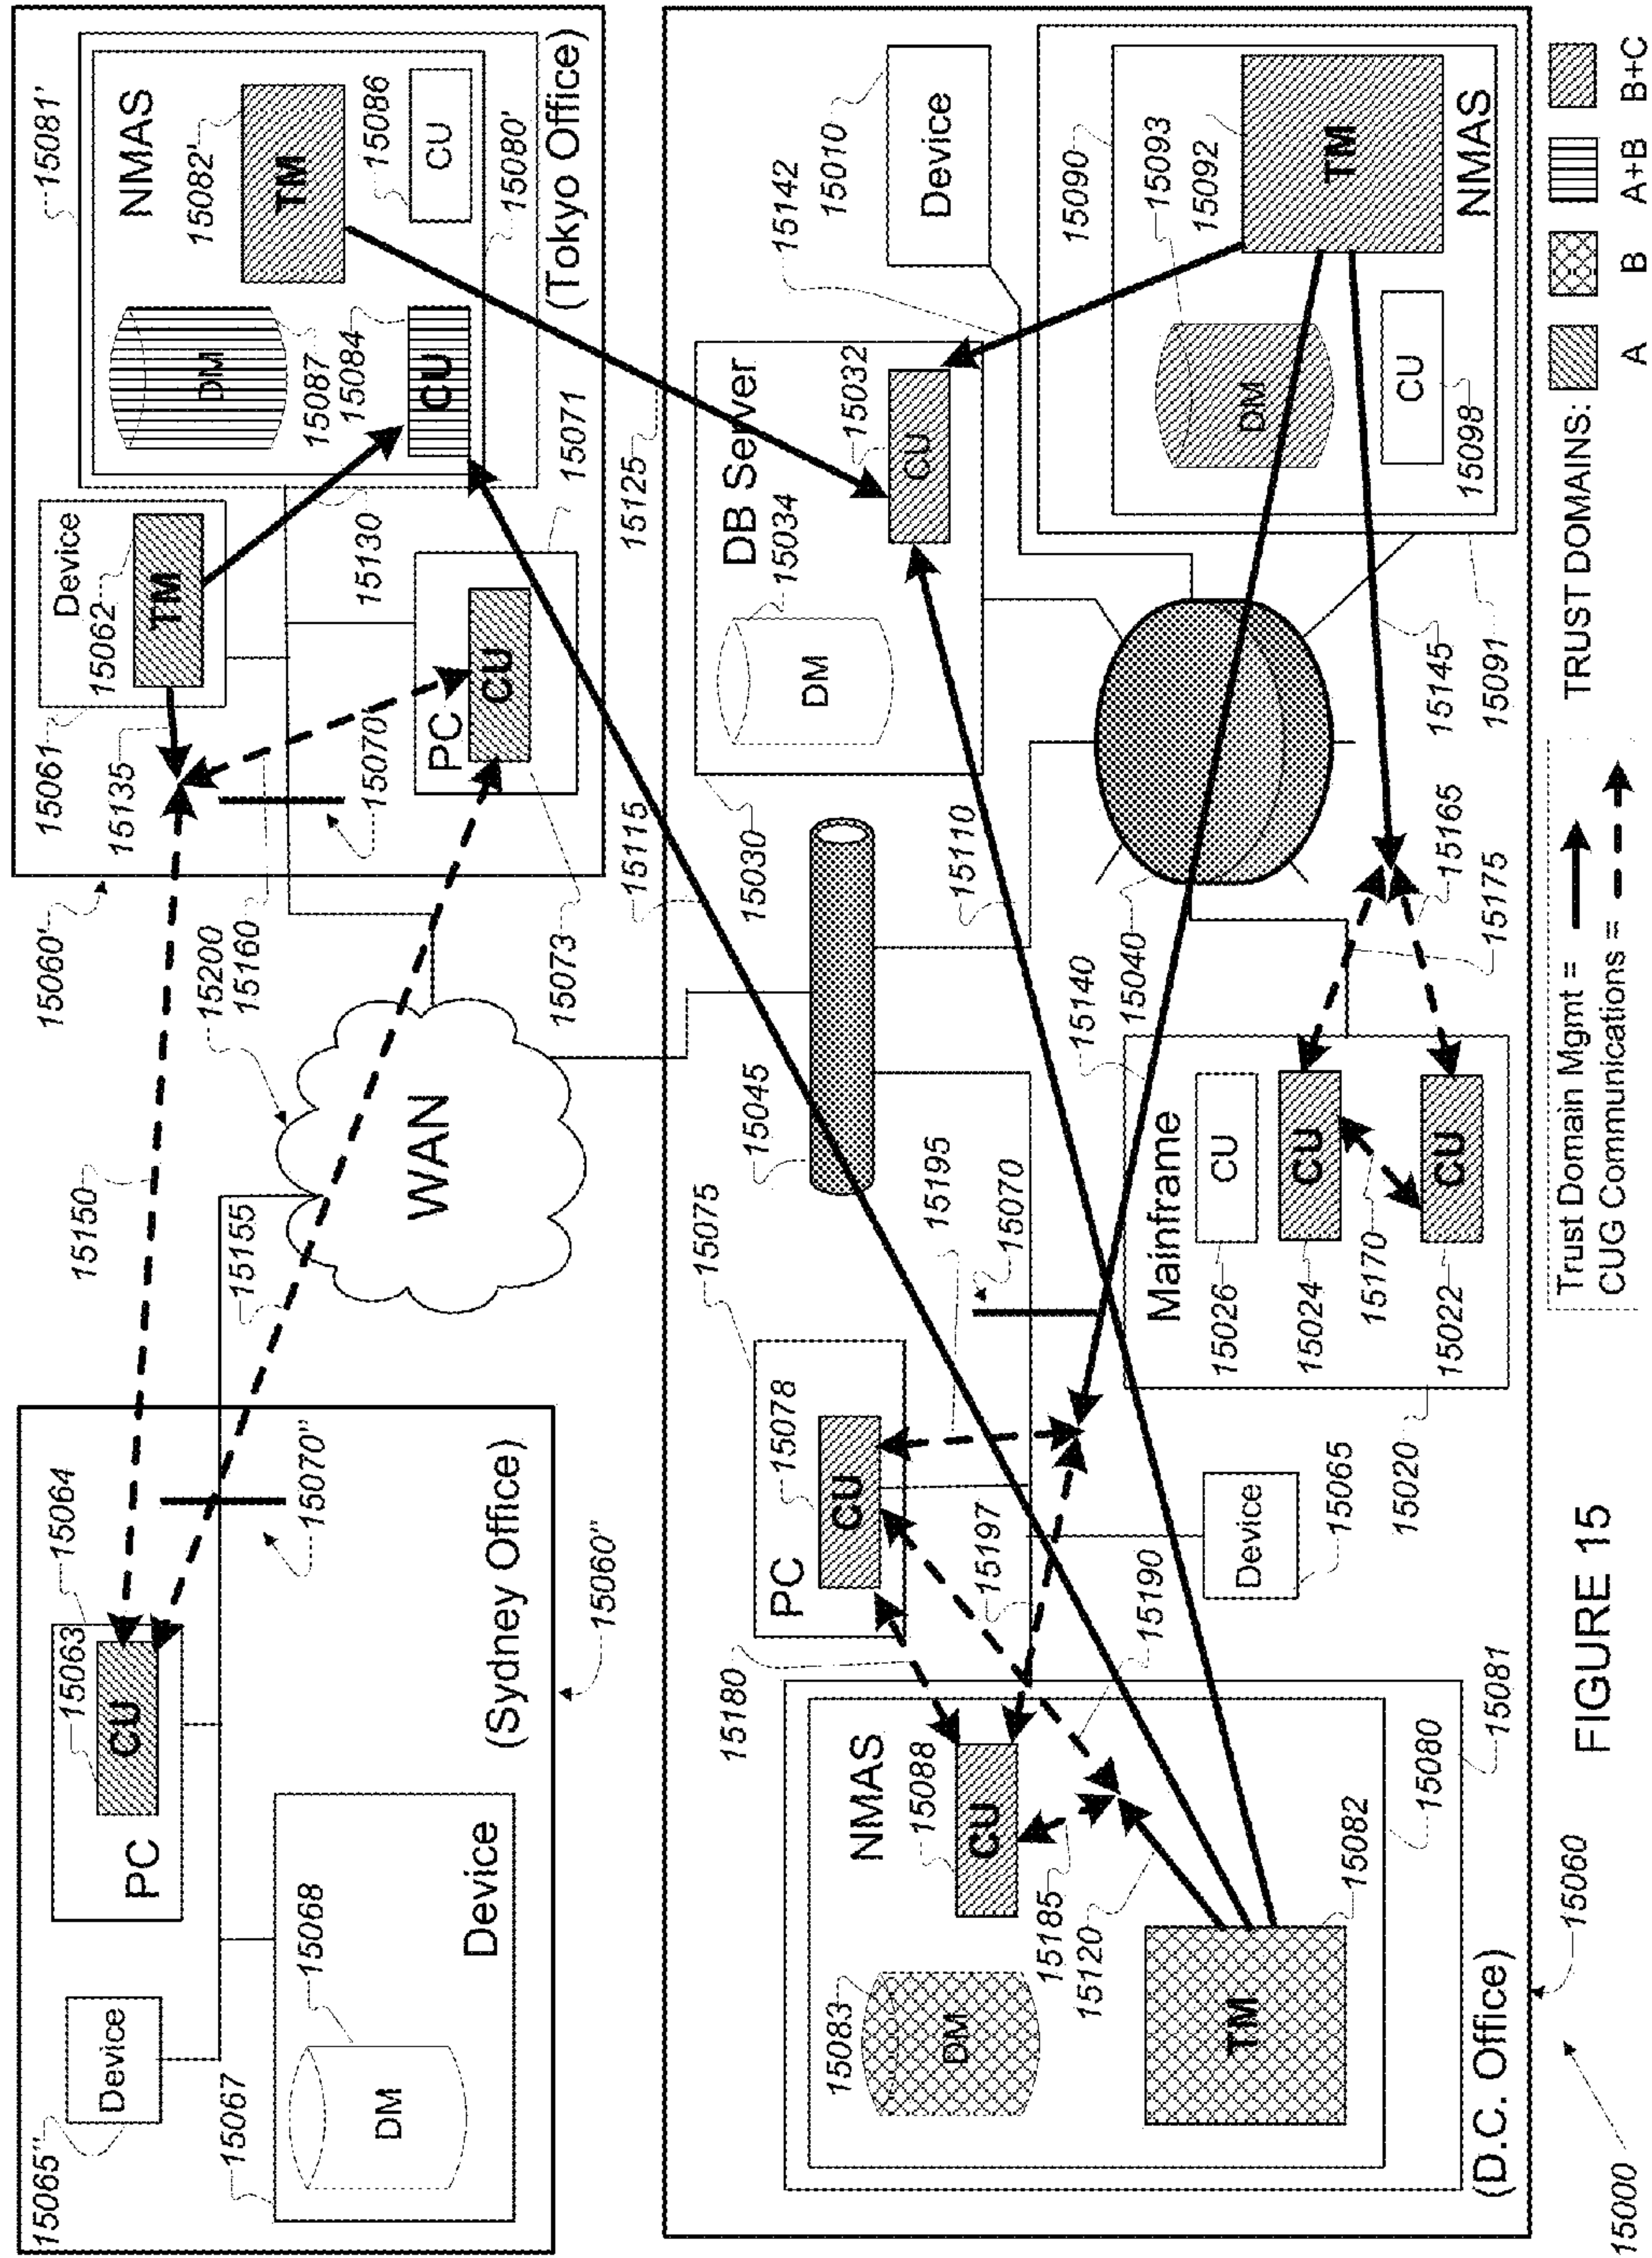 15065"
Device
15067
DM
15068
Device
PC
CU
15063
15064
15070"
(Sydney Office)
15060"
15150
15155
WAN
15200
15160
15060'
15061
15135
15062
Device
TM
15070'
PC
CU
15073
15130
15071
NMAS
DM
15087
15084
CU
15082'
TM
15086
CU
15081'
15080'
(Tokyo Office)
15125
15115
15180
15083
DM
NMAS
15088
CU
15185
15120
TM
15082
15080
15081
(D.C. Office)
15060
PC
CU
15078
15075
15197
15190
15195
15070
Device
15065
15045
15030
15110
DB Server
DM
15034
CU
15032
15142
15010
Device
15140
15040
Mainframe
15026
CU
15024
CU
15170
15022
CU
15020
15165
15175
15145
15091
15090
15093
15092
DM
TM
CU
15098
NMAS
15000
FIGURE 15
Trust Domain Mgmt =
CUG Communications =
TRUST DOMAINS:
A
B
A+B
B+C